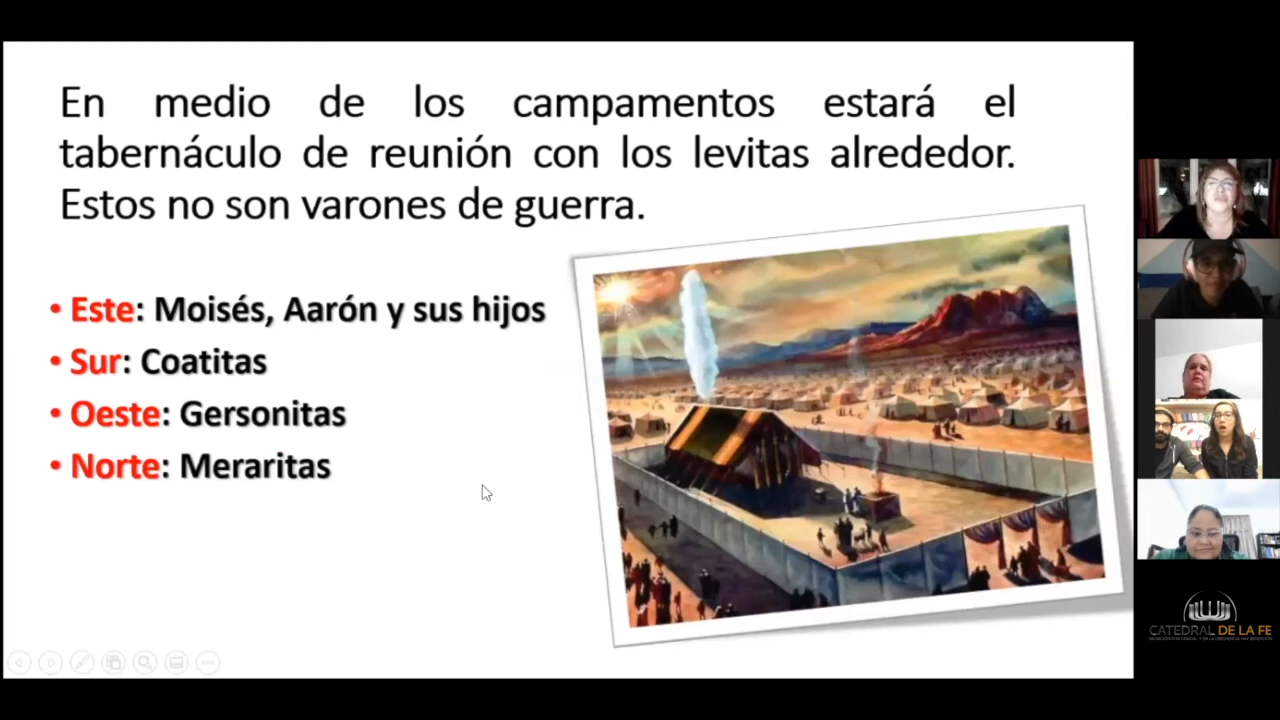 En medio de los campamentos estará el
tabernáculo de reunión con los levitas alrededor.
Estos no son varones de guerra.
• Este: Moisés, Aarón y sus hijos
• Sur: Coatitas
• Oeste: Gersonitas
• Norte: Meraritas
CATEDRAL DE LA FE